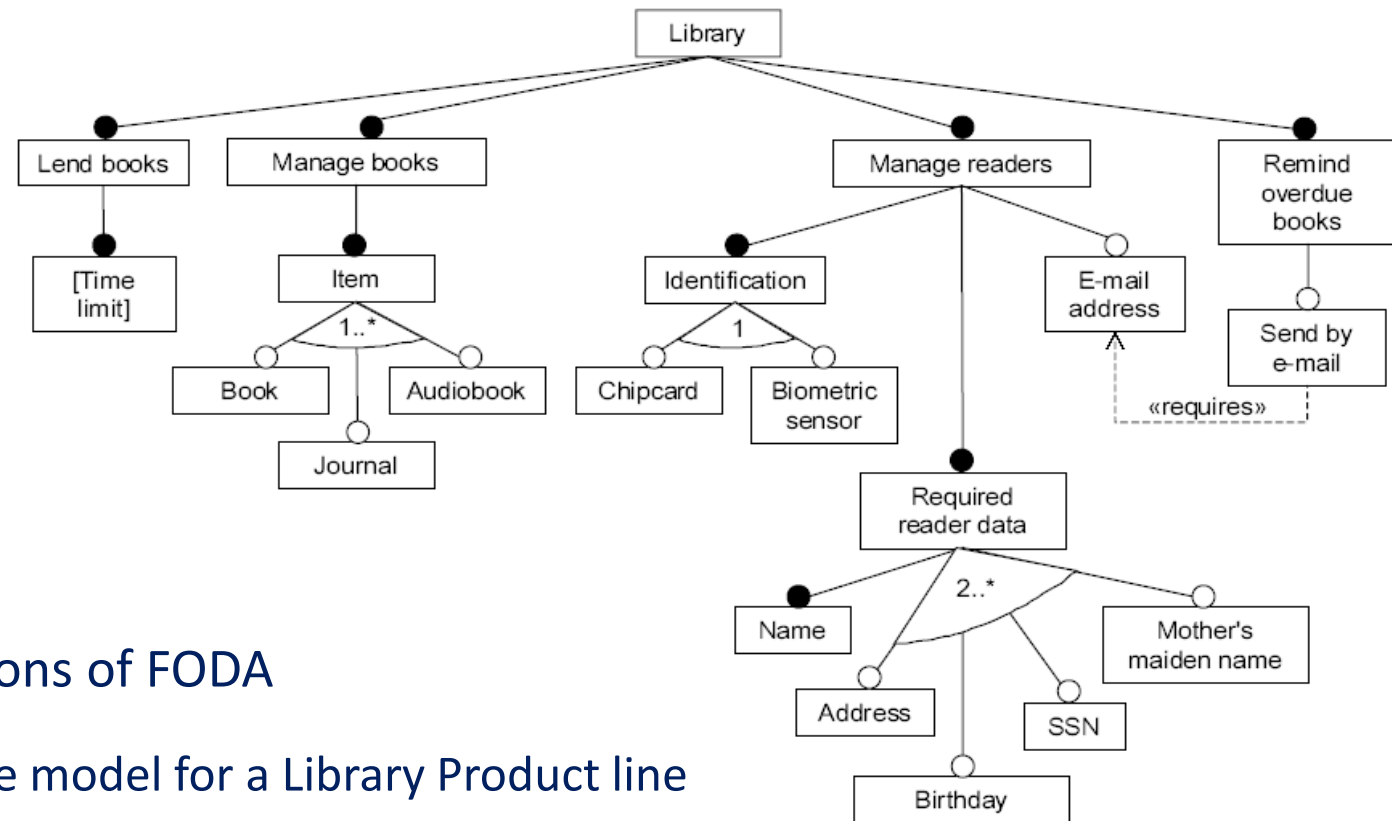 Library
Lend books
Manage books
Manage readers
Remind
overdue
books
[Time
limit]
Item
Identification
E-mail
address
Send by
e-mail
1..*
1
Book
Audiobook
Journal
Chipcard
Biometric
sensor
«requires»
Required
reader data
2..*
Name
Mother's
maiden name
Address
SSN
Birthday
ons of FODA
e model for a Library Product line